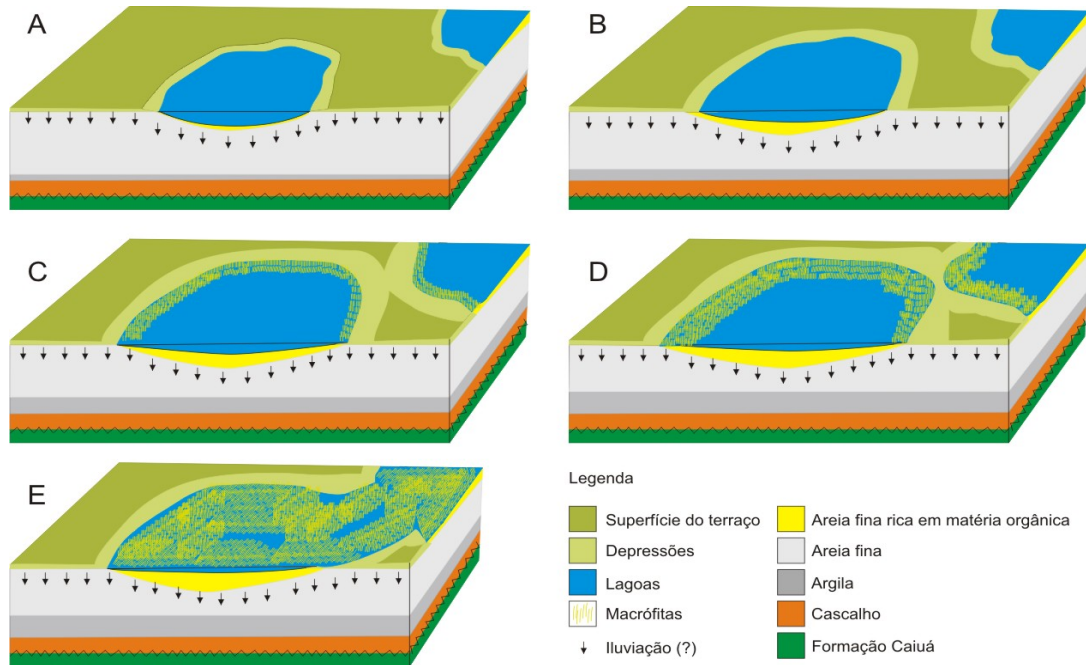 A
B
C
D
E
Legenda
Superfície do terraço
Depressões
Lagoas
Macrófitas
Iluviação (?)
Areia fina rica em matéria orgânica
Areia fina
Argila
Cascalho
Formação Caiuá